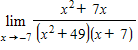 lim x→-7 (x² + 7x) / ((x² + 49)(x + 7))